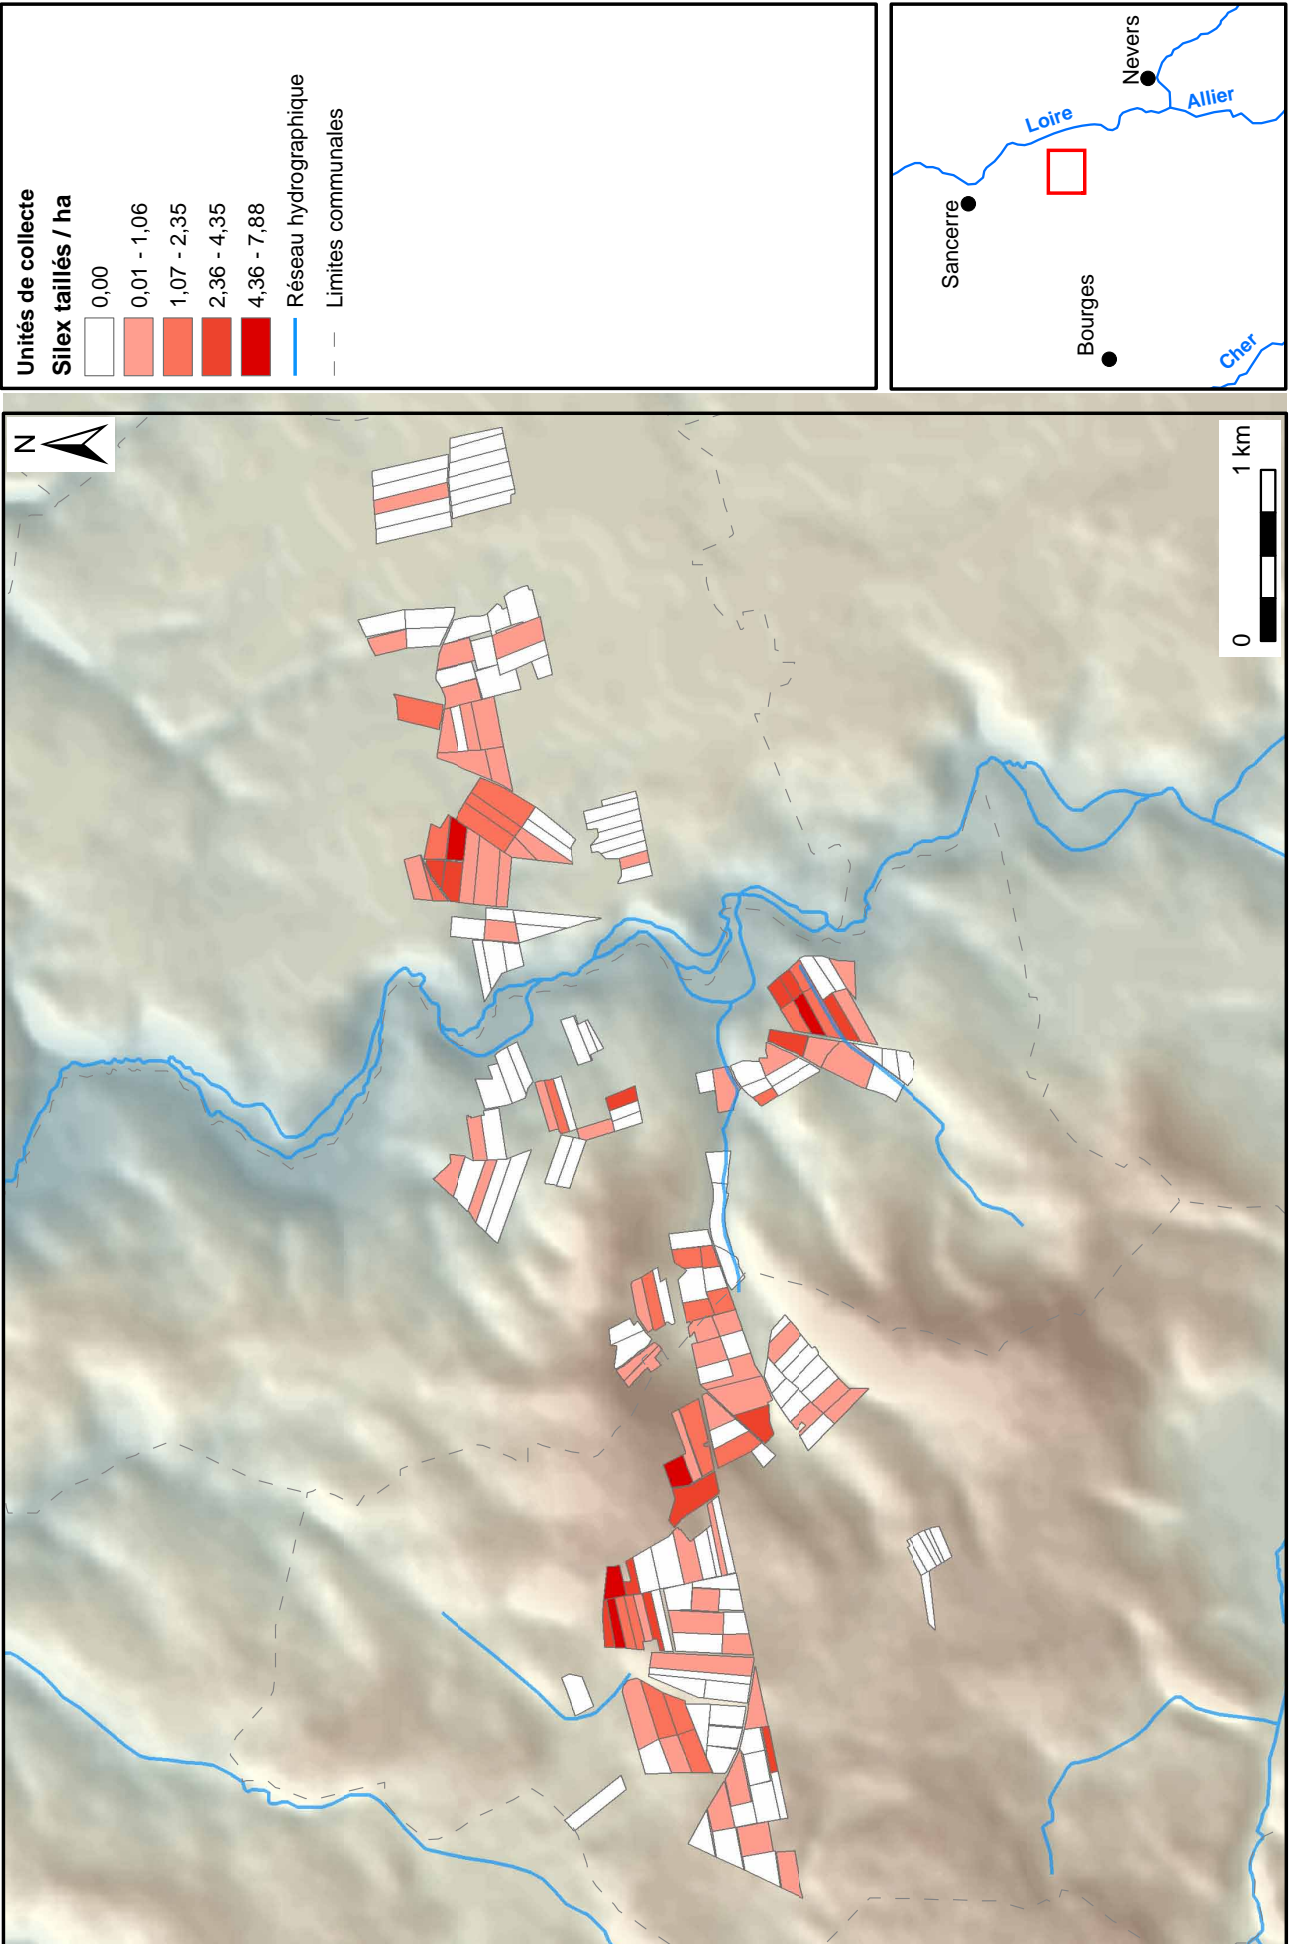 Unités de collecte
Silex taillés / ha
0,00
0,01 - 1,06
1,07 - 2,35
2,36 - 4,35
4,36 - 7,88
Réseau hydrographique
Limites communales
Sancerre
Loire
Nevers
Allier
Bourges
Cher
N
0 1 km